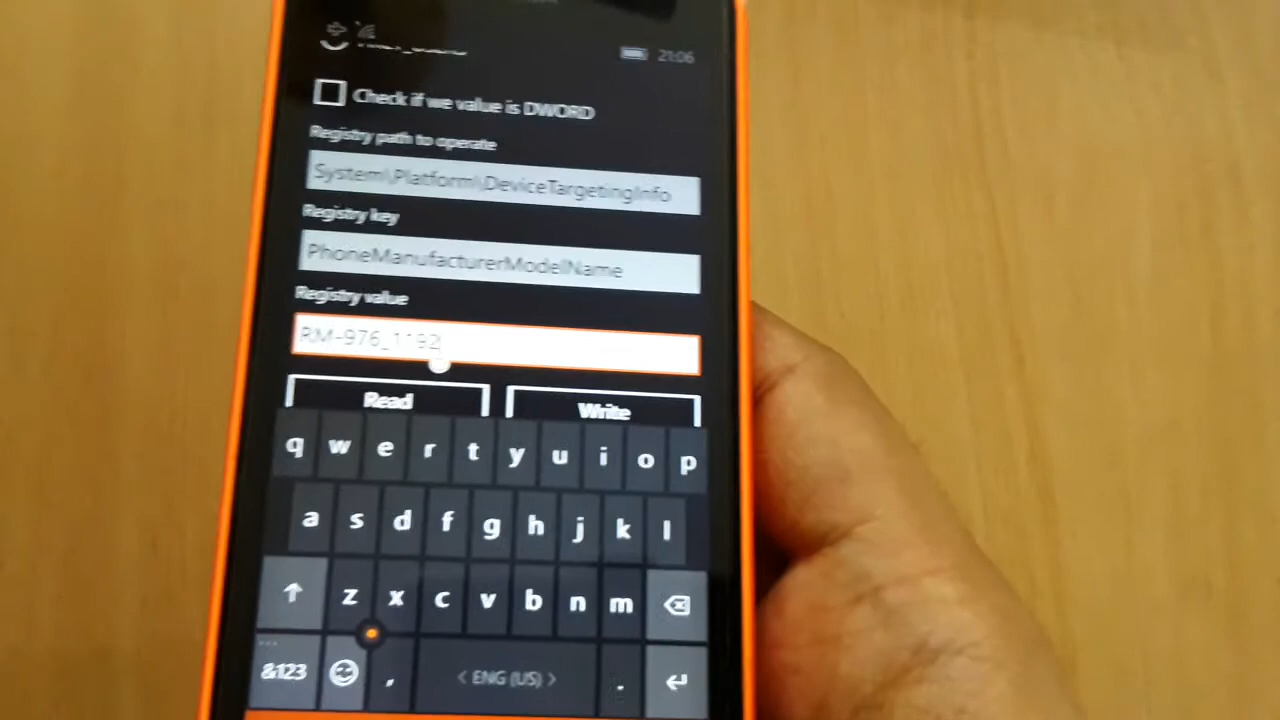 21:06
Check if we value is DWORD
Registry path to operate
System\Platform\DeviceTargetingInfo
Registry key
PhoneManufacturerModelName
Registry value
RM-976_1192
Read Write
q w e r t y u i o p
a s d f g h j k l
z x c v b n m
&123 , < ENG (US) > .